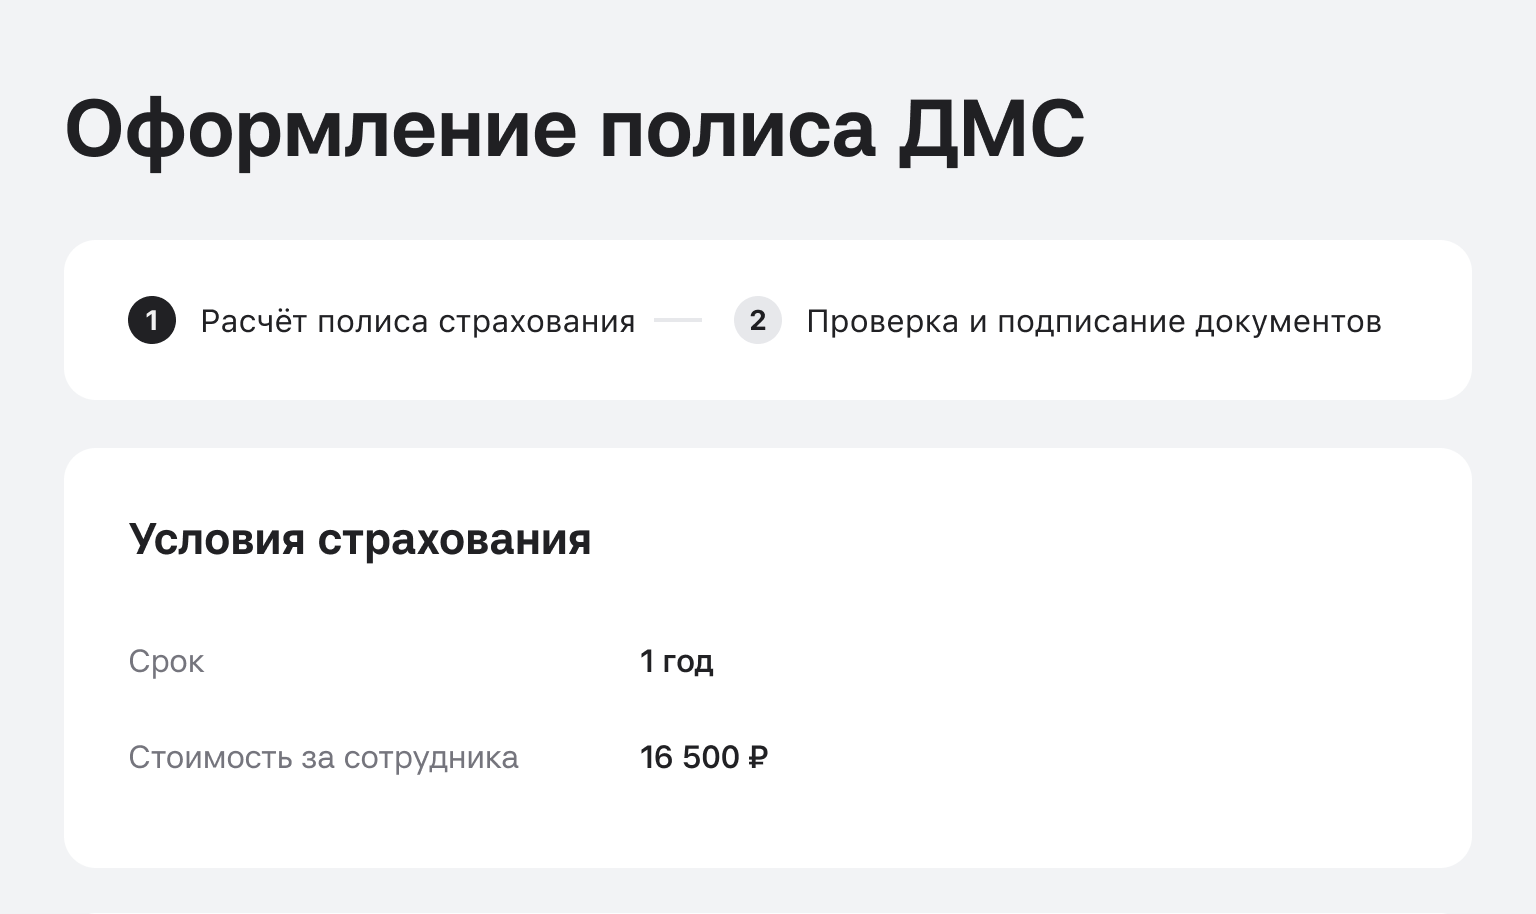 Оформление полиса ДМС
1 Расчёт полиса страхования 2 Проверка и подписание документов
Условия страхования
Срок 1 год
Стоимость за сотрудника 16 500 ₽